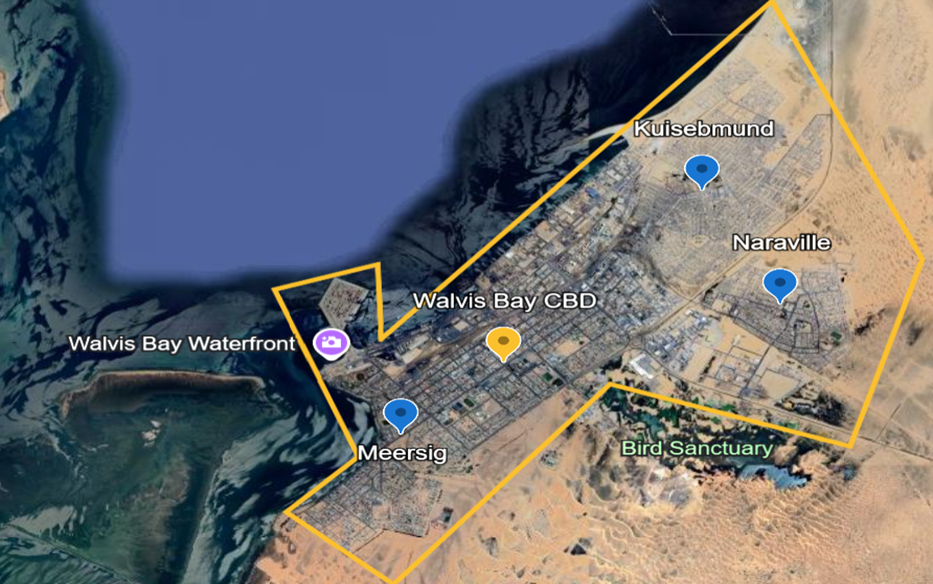 Kuisebmund
Naraville
Walvis Bay CBD
Walvis Bay Waterfront
Meersig
Bird Sanctuary